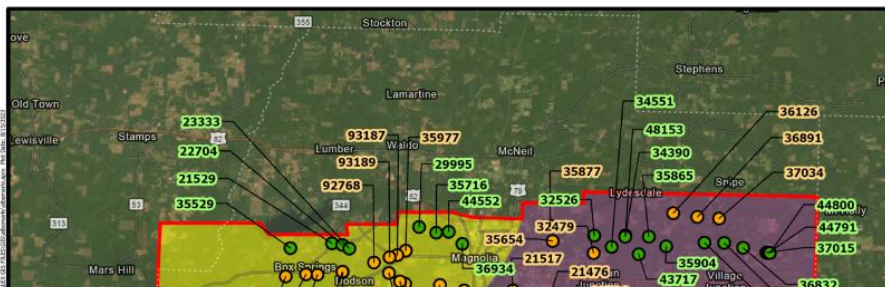 355
Stockton
ove
Stephens
P
Lamartine
Old Town
34551
36126
23333
93187
35977
48153
Lewisville
Stamps
82
Lumber
Waldo
36891
22704
93189
29995
McNeil
34390
35877
35865
37034
21529
92768
35716
79
Lydesdale
Snipe
53
344
82
44552
32526
44800
35529
313
32479
44791
35654
37015
Box Springs
Magnolia
21517
35904
Mars Hill
Dodson
36934
21476
43717
Village
36832